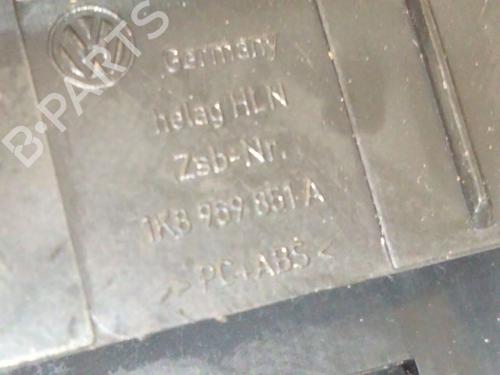 B-PARTS
Germany
helag HLN
Zsb-Nr.
1K8 959 851 A
>PC+ABS<